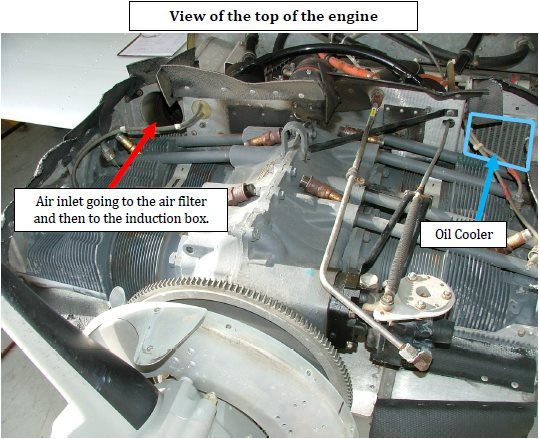 View of the top of the engine
Air inlet going to the air filter
and then to the induction box.
Oil Cooler